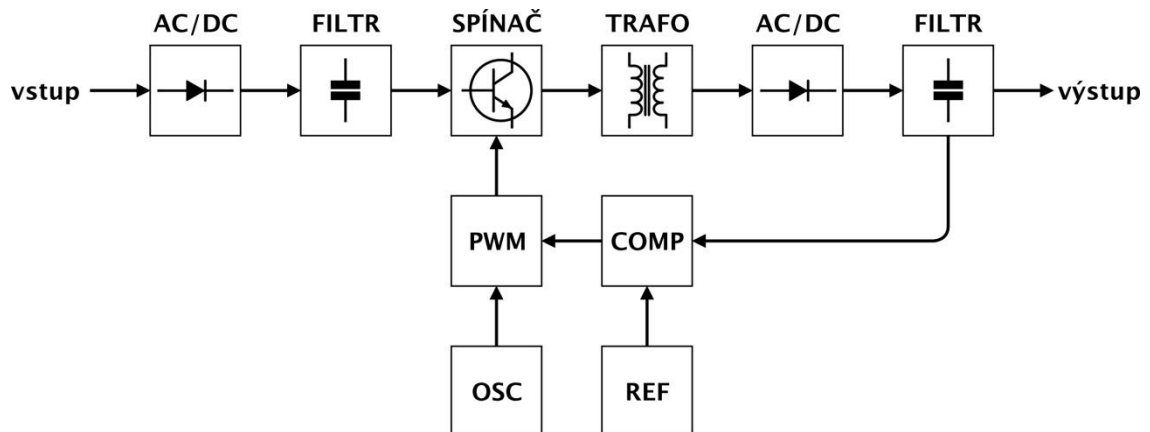 AC/DC FILTR SPÍNAČ TRAFO AC/DC FILTR
vstup výstup
PWM COMP
OSC REF